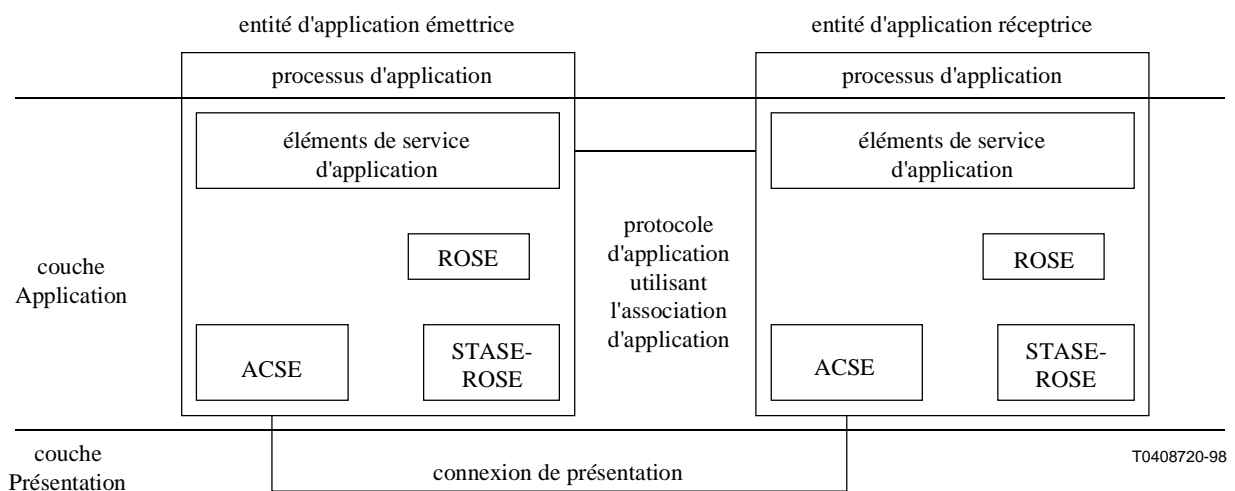 entité d'application émettrice
entité d'application réceptrice
processus d'application
processus d'application
éléments de service
d'application
éléments de service
d'application
protocole
d'application
utilisant
l'association
d'application
ROSE
ROSE
couche
Application
ACSE
STASE-
ROSE
ACSE
STASE-
ROSE
couche
Présentation
connexion de présentation
T0408720-98